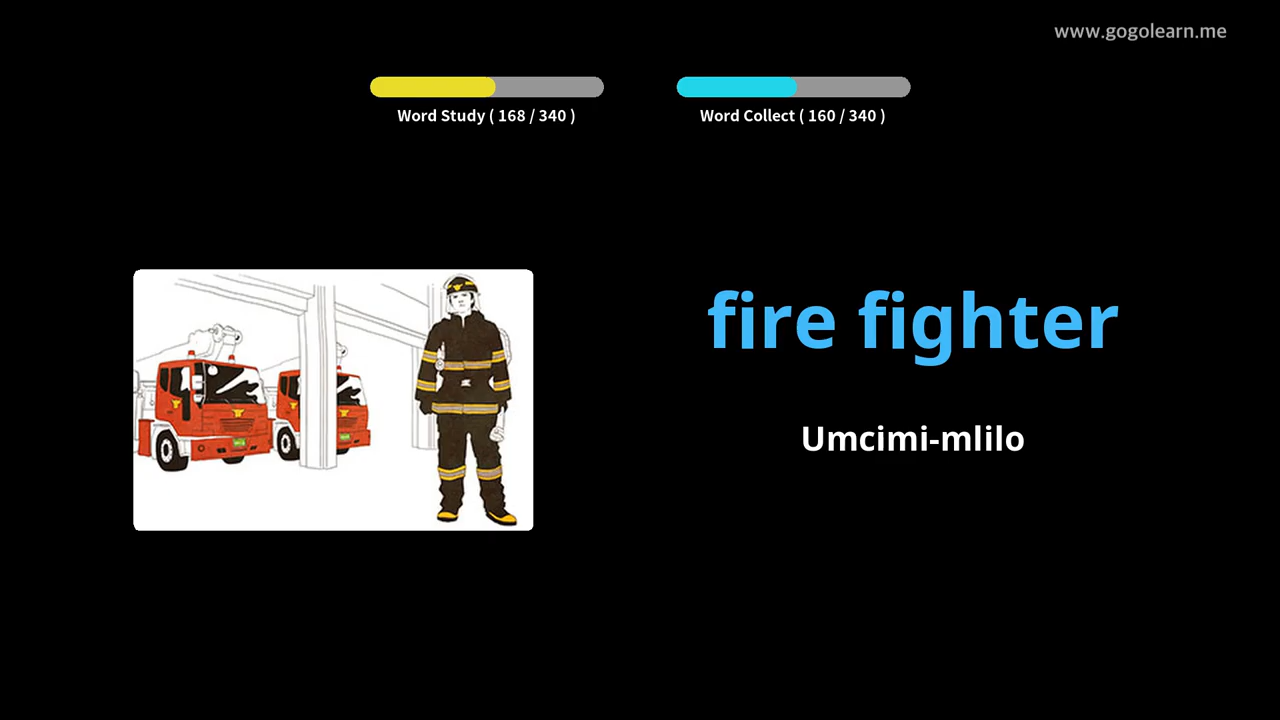 www.gogolearn.me
Word Study ( 168 / 340 )
Word Collect ( 160 / 340 )
fire fighter
Umcimi-mlilo